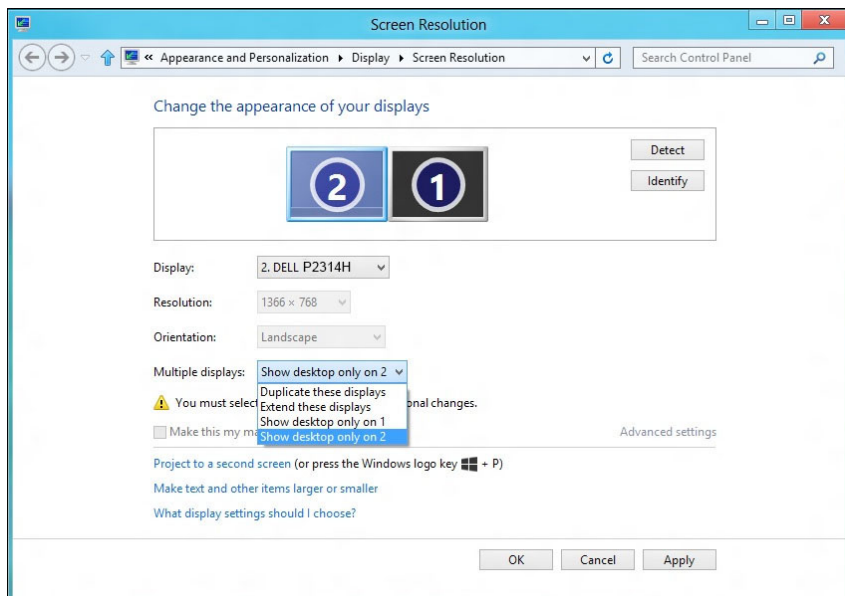 Screen Resolution
« Appearance and Personalization ▸ Display ▸ Screen Resolution
Search Control Panel
Change the appearance of your displays
2 1
Detect
Identify
Display: 2. DELL P2314H
Resolution: 1366 × 768
Orientation: Landscape
Multiple displays: Show desktop only on 2
Duplicate these displays
You must select onal changes.
Extend these displays
Show desktop only on 1
Make this my ma Advanced settings
Show desktop only on 2
Project to a second screen (or press the Windows logo key + P)
Make text and other items larger or smaller
What display settings should I choose?
OK Cancel Apply